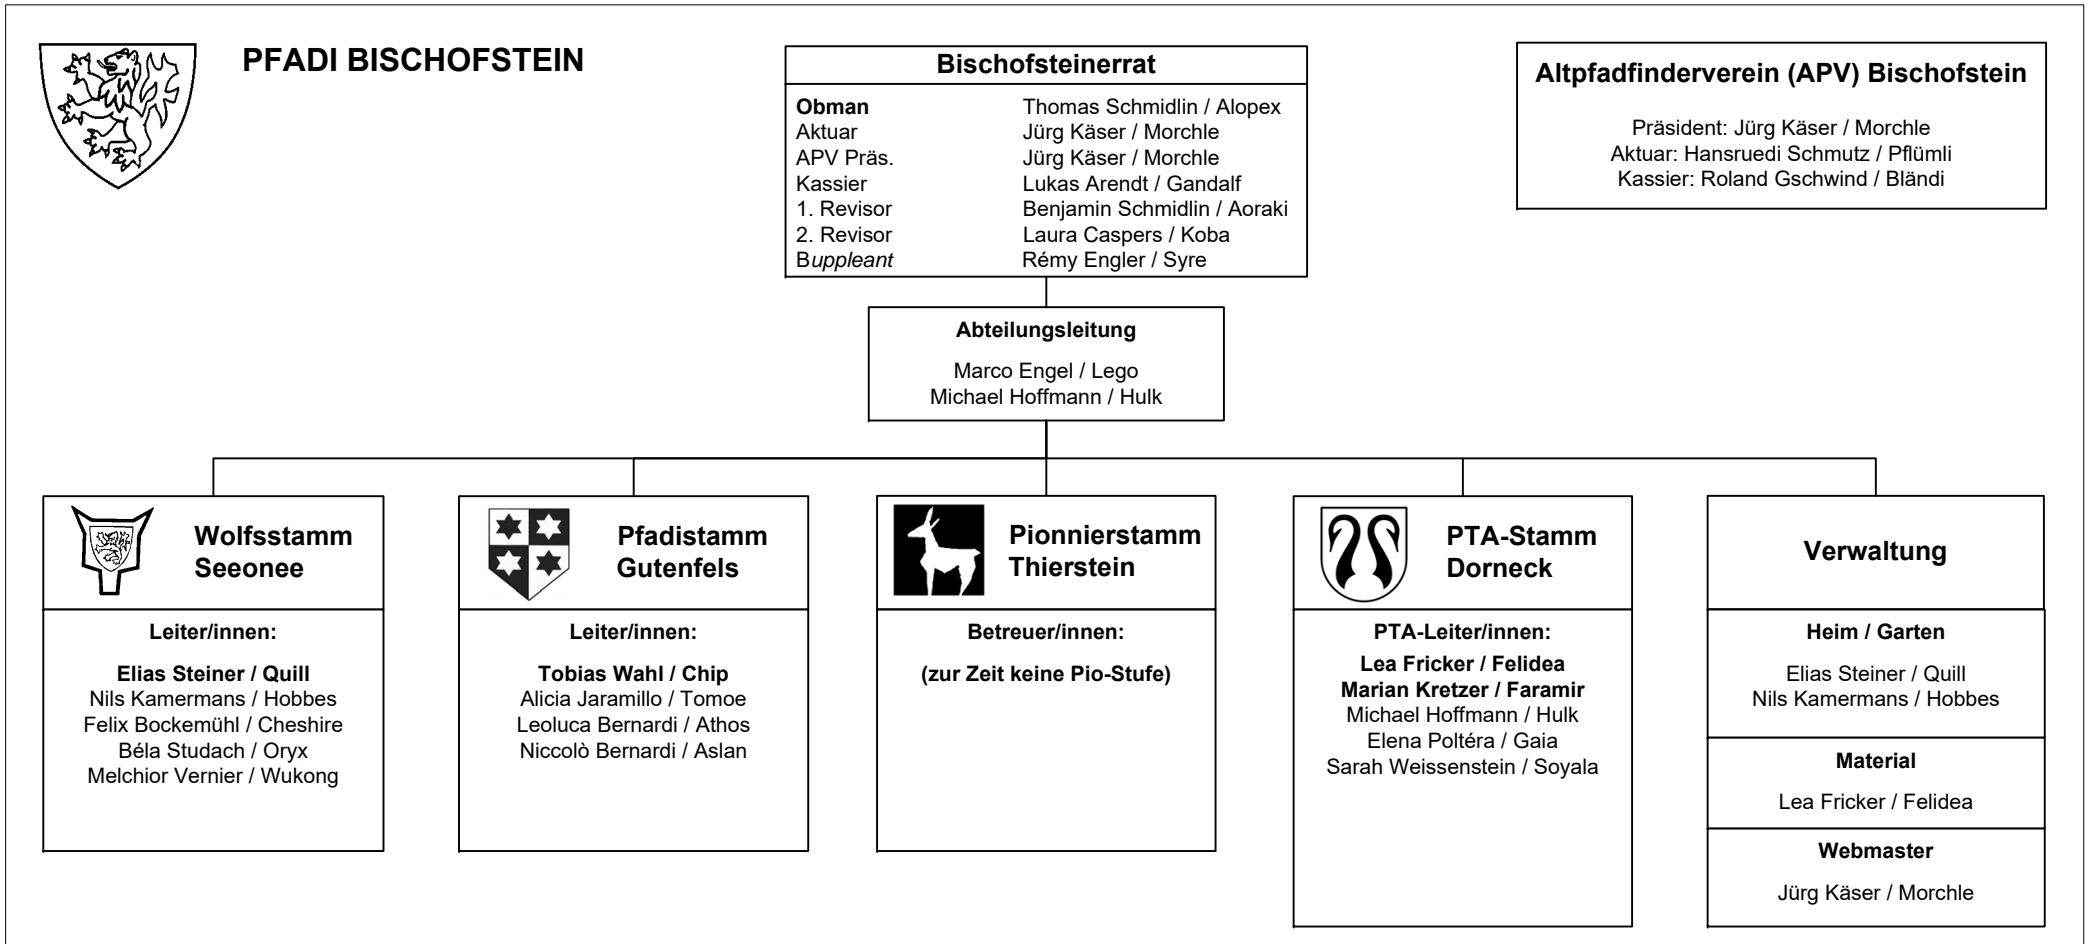 PFADI BISCHOFSTEIN
Bischofsteinerrat
Obman Thomas Schmidlin / Alopex
Aktuar Jürg Käser / Morchle
APV Präs. Jürg Käser / Morchle
Kassier Lukas Arendt / Gandalf
1. Revisor Benjamin Schmidlin / Aoraki
2. Revisor Laura Caspers / Koba
Buppleant Rémy Engler / Syre
Altpfadfinderverein (APV) Bischofstein
Präsident: Jürg Käser / Morchle
Aktuar: Hansruedi Schmutz / Pflümli
Kassier: Roland Gschwind / Bländi
Abteilungsleitung
Marco Engel / Lego
Michael Hoffmann / Hulk
Wolfsstamm
Seeonee
Leiter/innen:
Elias Steiner / Quill
Nils Kamermans / Hobbes
Felix Bockemühl / Cheshire
Béla Studach / Oryx
Melchior Vernier / Wukong
Pfadistamm
Gutenfels
Leiter/innen:
Tobias Wahl / Chip
Alicia Jaramillo / Tomoe
Leoluca Bernardi / Athos
Niccolò Bernardi / Aslan
Pionnierstamm
Thierstein
Betreuer/innen:
(zur Zeit keine Pio-Stufe)
PTA-Stamm
Dorneck
PTA-Leiter/innen:
Lea Fricker / Felidea
Marian Kretzer / Faramir
Michael Hoffmann / Hulk
Elena Poltéra / Gaia
Sarah Weissenstein / Soyala
Verwaltung
Heim / Garten
Elias Steiner / Quill
Nils Kamermans / Hobbes
Material
Lea Fricker / Felidea
Webmaster
Jürg Käser / Morchle